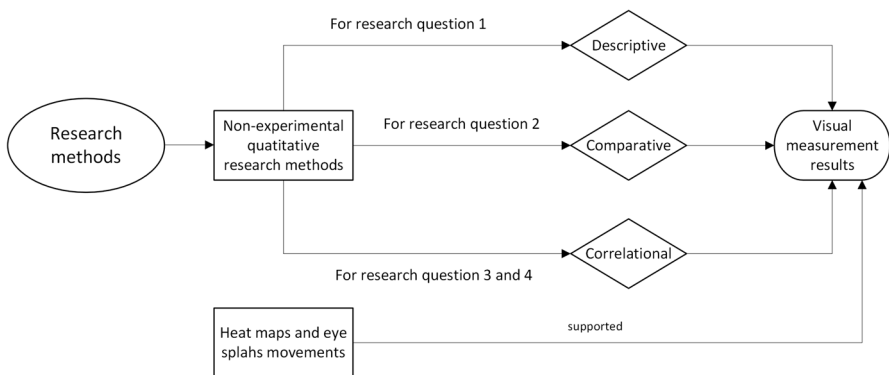 For research question 1
Descriptive
Research
methods
Non-experimental
quatitative
research methods
For research question 2
Comparative
Visual
measurement
results
Correlational
For research question 3 and 4
Heat maps and eye
splahs movements
supported